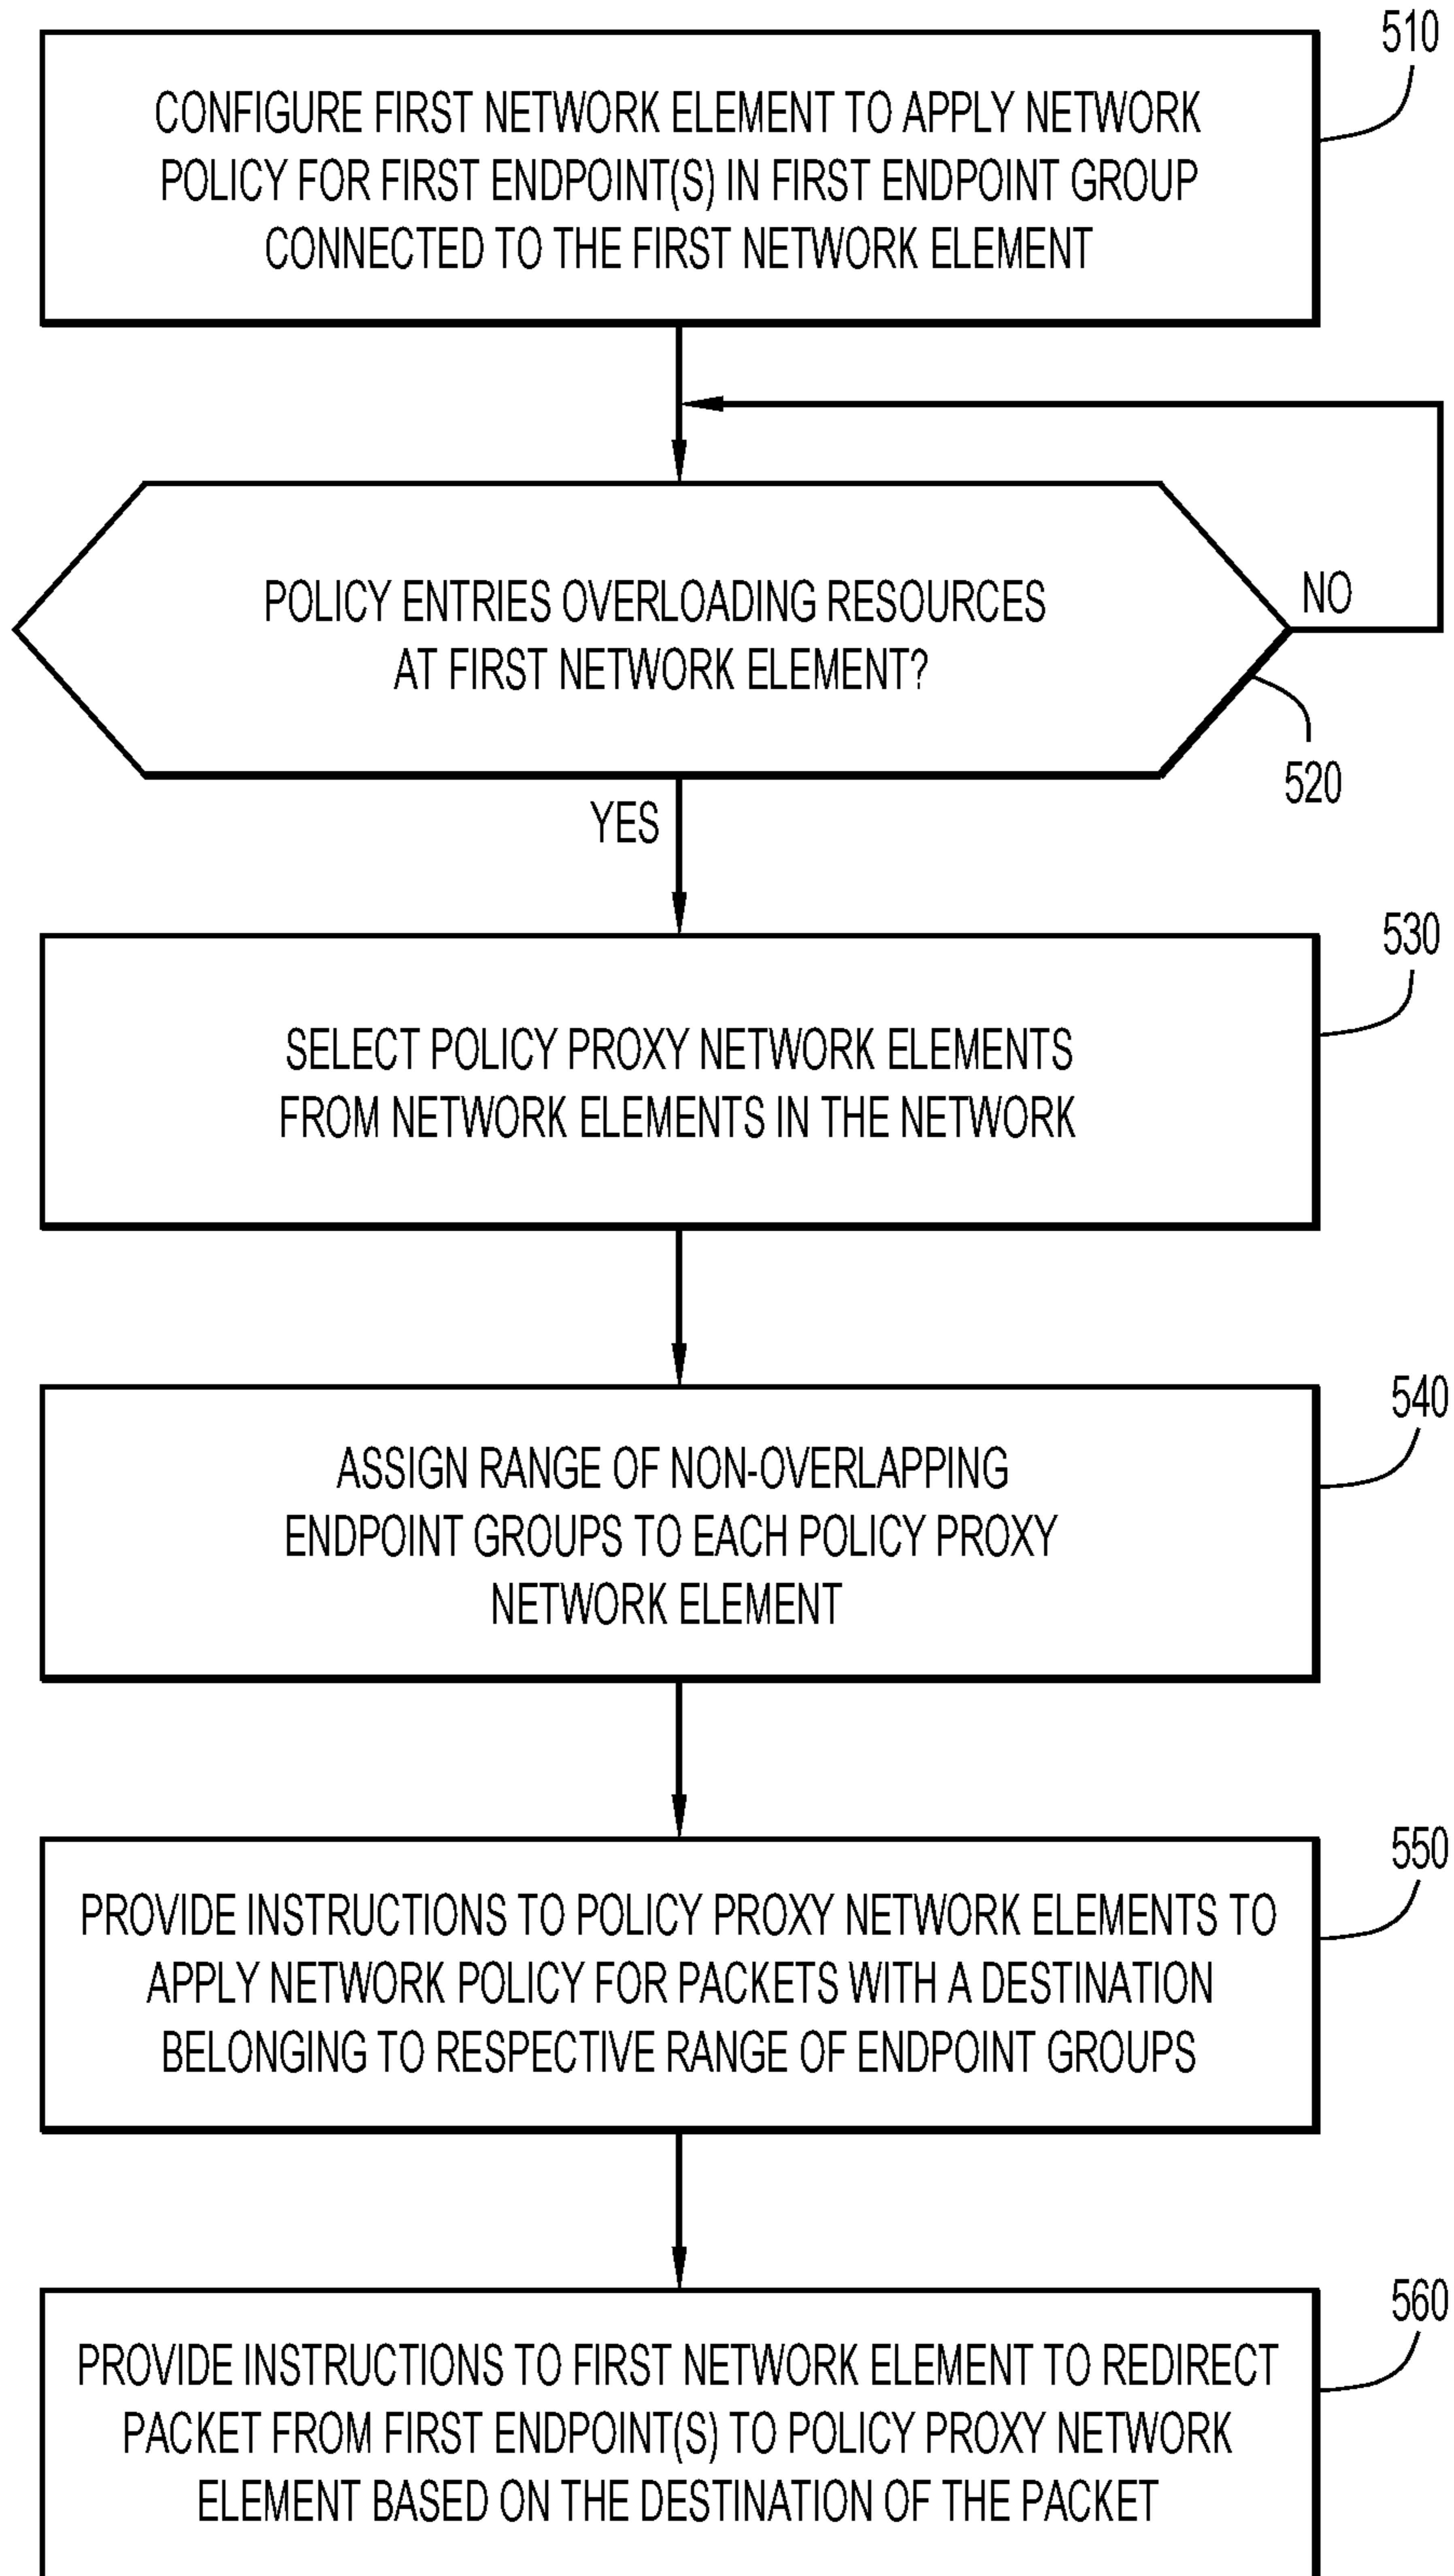 510
CONFIGURE FIRST NETWORK ELEMENT TO APPLY NETWORK
POLICY FOR FIRST ENDPOINT(S) IN FIRST ENDPOINT GROUP
CONNECTED TO THE FIRST NETWORK ELEMENT
POLICY ENTRIES OVERLOADING RESOURCES
AT FIRST NETWORK ELEMENT?
NO
520
YES
530
SELECT POLICY PROXY NETWORK ELEMENTS
FROM NETWORK ELEMENTS IN THE NETWORK
540
ASSIGN RANGE OF NON-OVERLAPPING
ENDPOINT GROUPS TO EACH POLICY PROXY
NETWORK ELEMENT
550
PROVIDE INSTRUCTIONS TO POLICY PROXY NETWORK ELEMENTS TO
APPLY NETWORK POLICY FOR PACKETS WITH A DESTINATION
BELONGING TO RESPECTIVE RANGE OF ENDPOINT GROUPS
560
PROVIDE INSTRUCTIONS TO FIRST NETWORK ELEMENT TO REDIRECT
PACKET FROM FIRST ENDPOINT(S) TO POLICY PROXY NETWORK
ELEMENT BASED ON THE DESTINATION OF THE PACKET